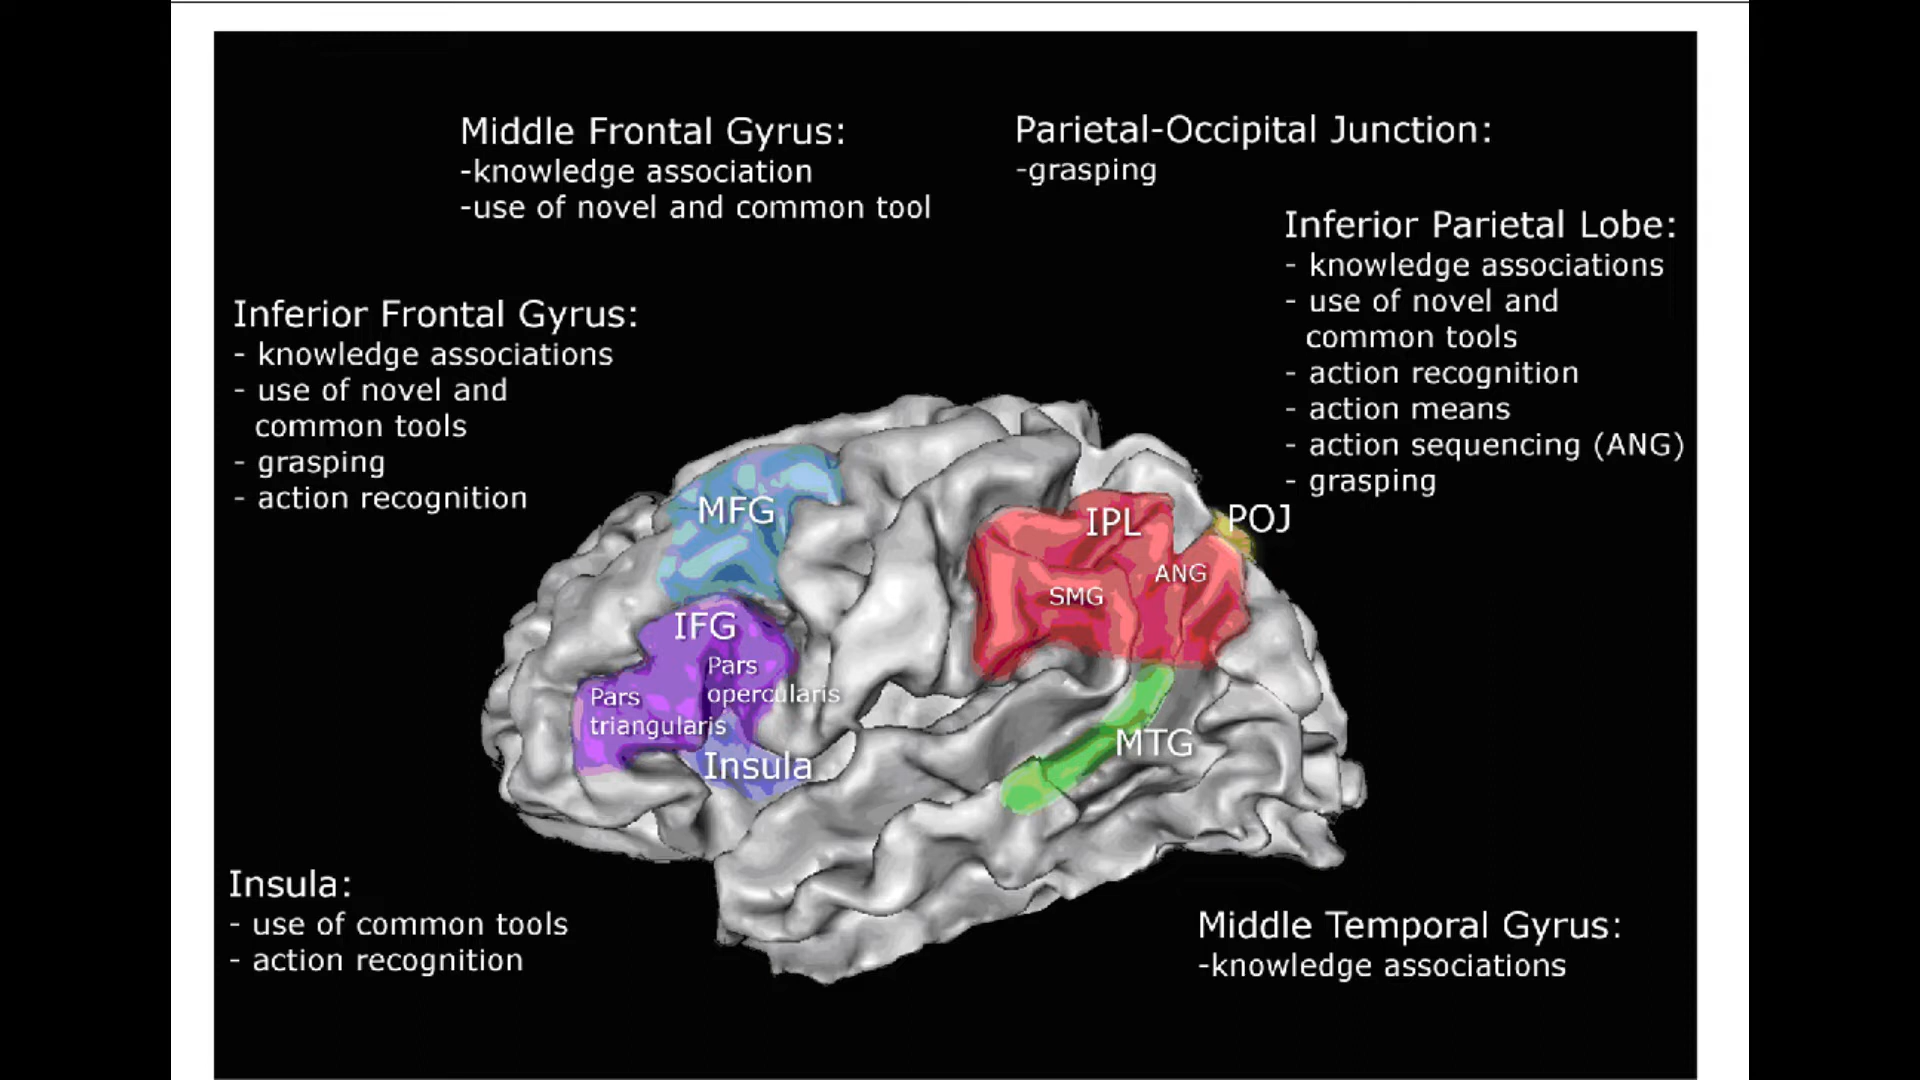 Middle Frontal Gyrus:
-knowledge association
-use of novel and common tool
Parietal-Occipital Junction:
-grasping
Inferior Parietal Lobe:
- knowledge associations
- use of novel and
common tools
- action recognition
- action means
- action sequencing (ANG)
- grasping
Inferior Frontal Gyrus:
- knowledge associations
- use of novel and
common tools
- grasping
- action recognition
MFG
IPL
POJ
ANG
SMG
IFG
Pars
opercularis
Pars
triangularis
Insula
MTG
Insula:
- use of common tools
- action recognition
Middle Temporal Gyrus:
-knowledge associations